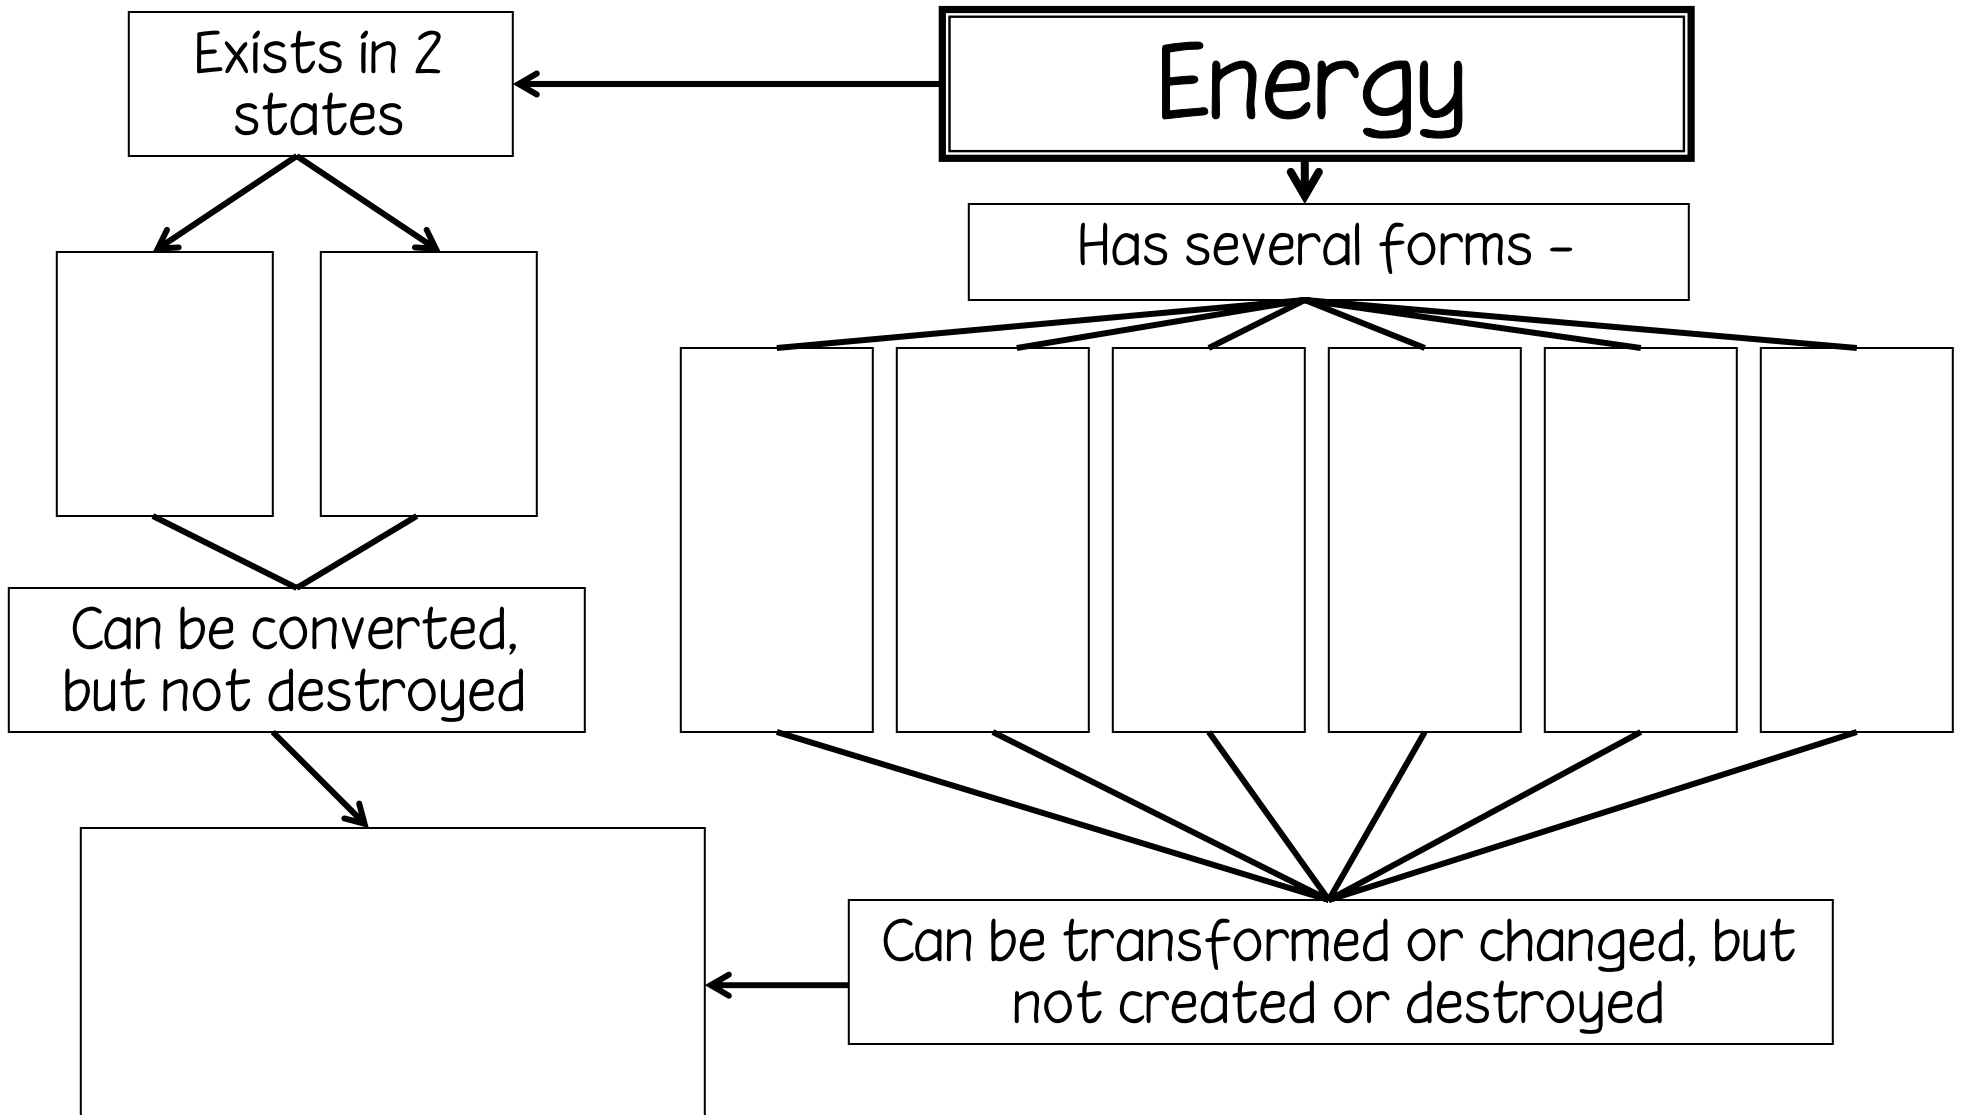 Exists in 2
states
Energy
Has several forms -
Can be converted,
but not destroyed
Can be transformed or changed, but
not created or destroyed